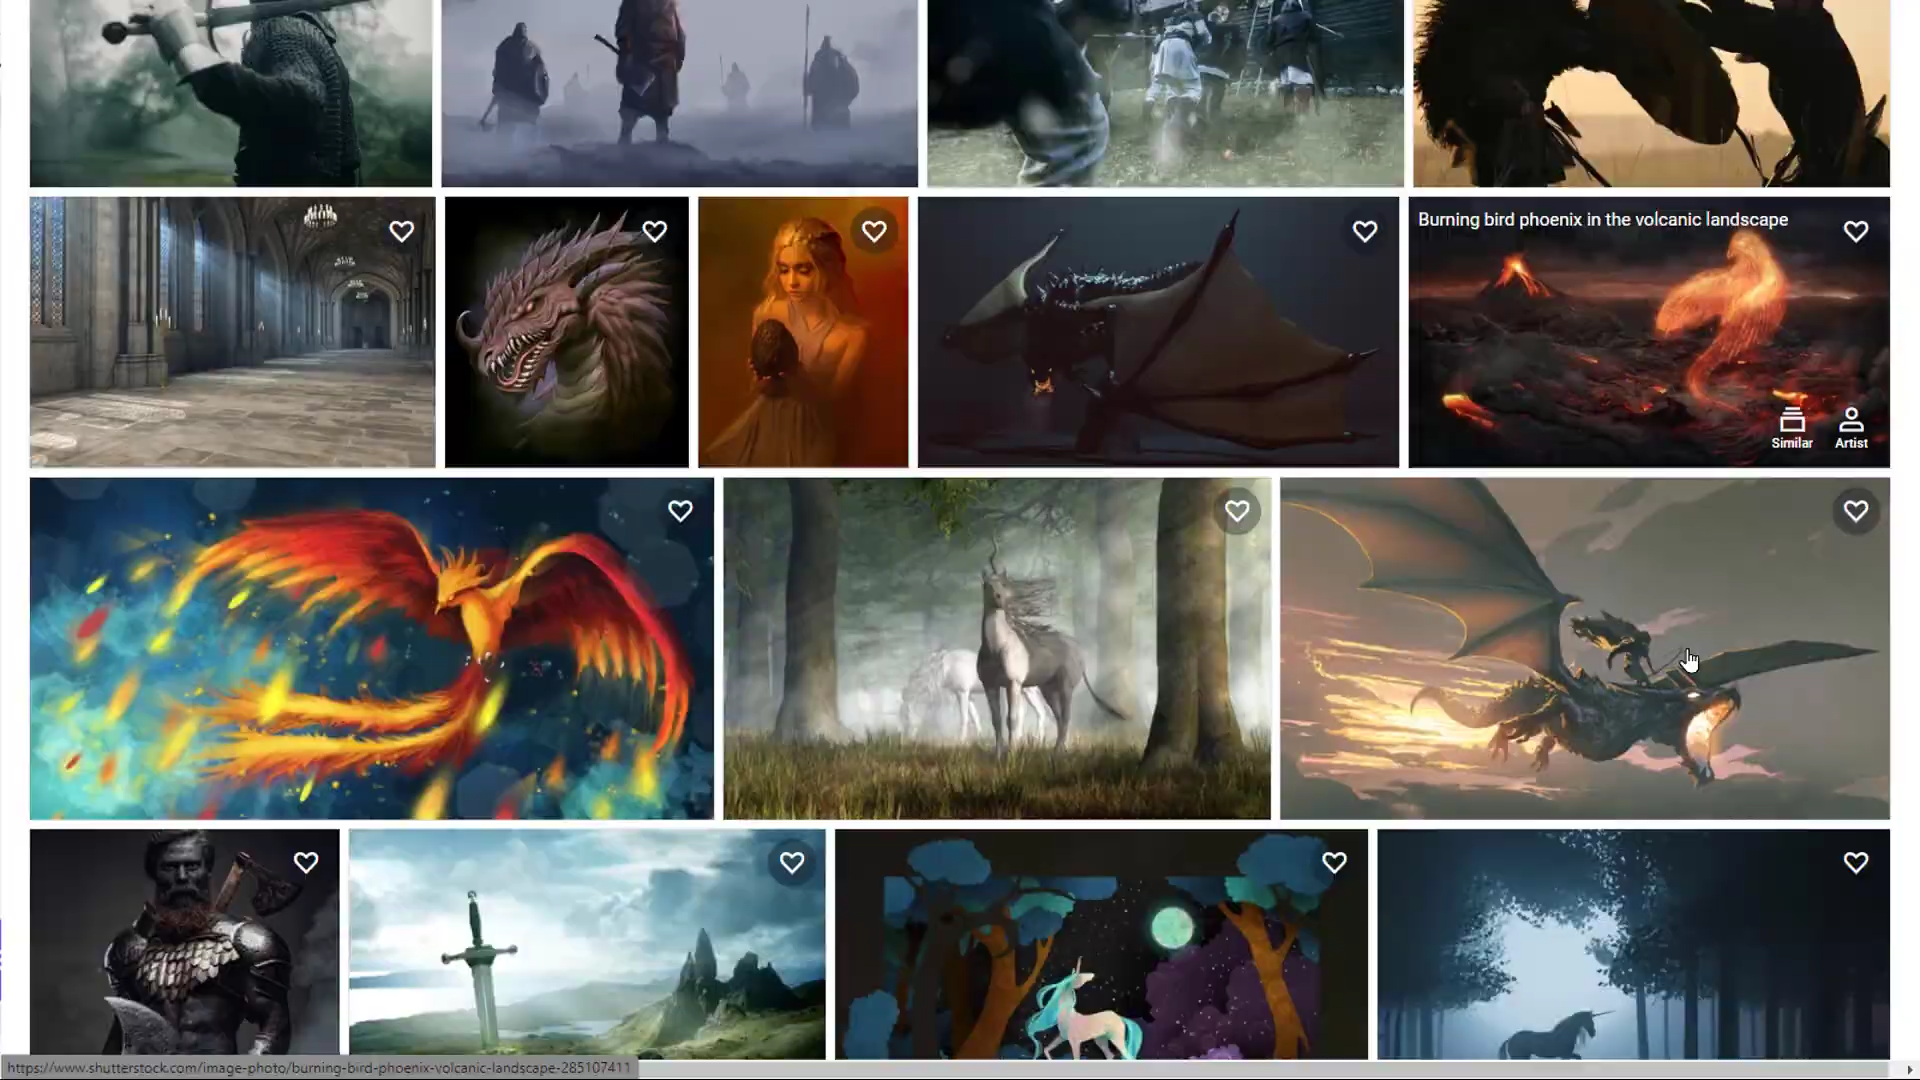 Burning bird phoenix in the volcanic landscape
Similar
Artist
https://www.shutterstock.com/image-photo/burning-bird-phoenix-volcanic-landscape-285107411